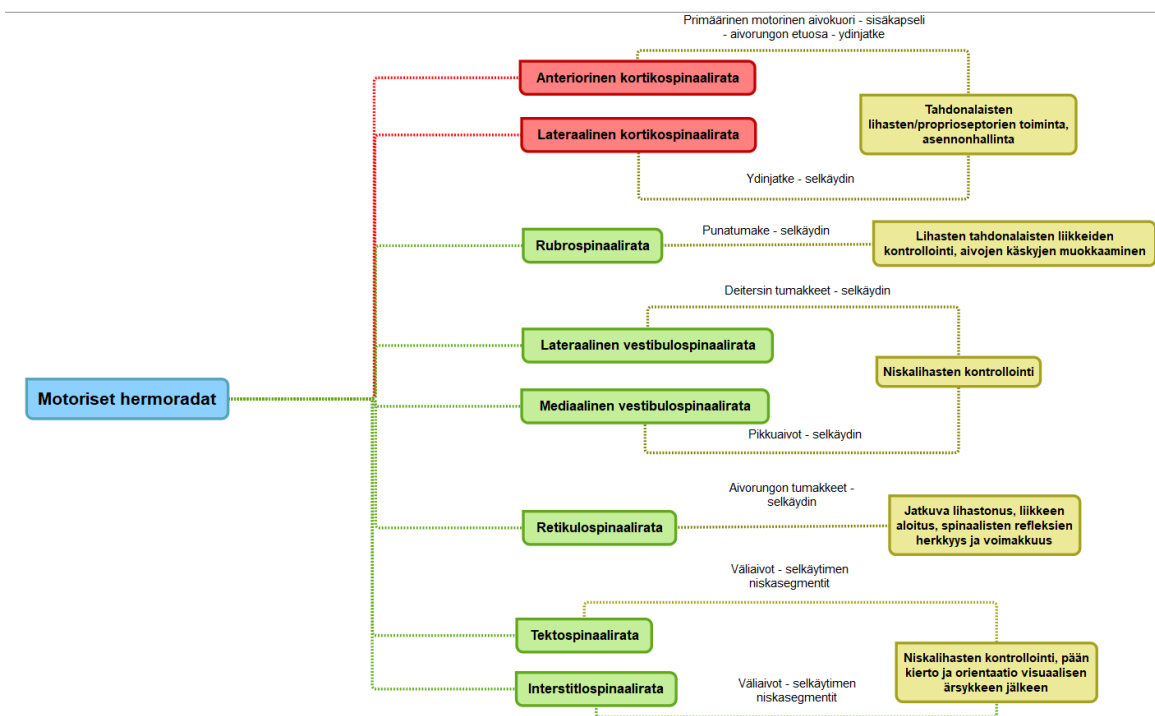 Primäärinen motorinen aivokuori - sisäkapseli
- aivorungon etuosa - ydinjatke
Anteriorinen kortikospinaalirata
Tahdonalaisten
lihasten/proprioseptorien toiminta,
asennonhallinta
Lateraalinen kortikospinaalirata
Ydinjatke - selkäydin
Rubrospinaalirata
Punatumake - selkäydin
Lihasten tahdonalaisten liikkeiden
kontrollointi, aivojen käskyjen muokkaaminen
Deitersin tumakkeet - selkäydin
Lateraalinen vestibulospinaalirata
Niskalihasten kontrollointi
Motoriset hermoradat
Mediaalinen vestibulospinaalirata
Pikkuaivot - selkäydin
Aivorungon tumakkeet -
selkäydin
Retikulospinaalirata
Jatkuva lihastonus, liikkeen
aloitus, spinaalisten refleksien
herkkyys ja voimakkuus
Väliaivot - selkäytimen
niskasegmentit
Tektospinaalirata
Niskalihasten kontrollointi, pään
kierto ja orientaatio visuaalisen
ärsykkeen jälkeen
Interstitlospinaalirata
Väliaivot - selkäytimen
niskasegmentit